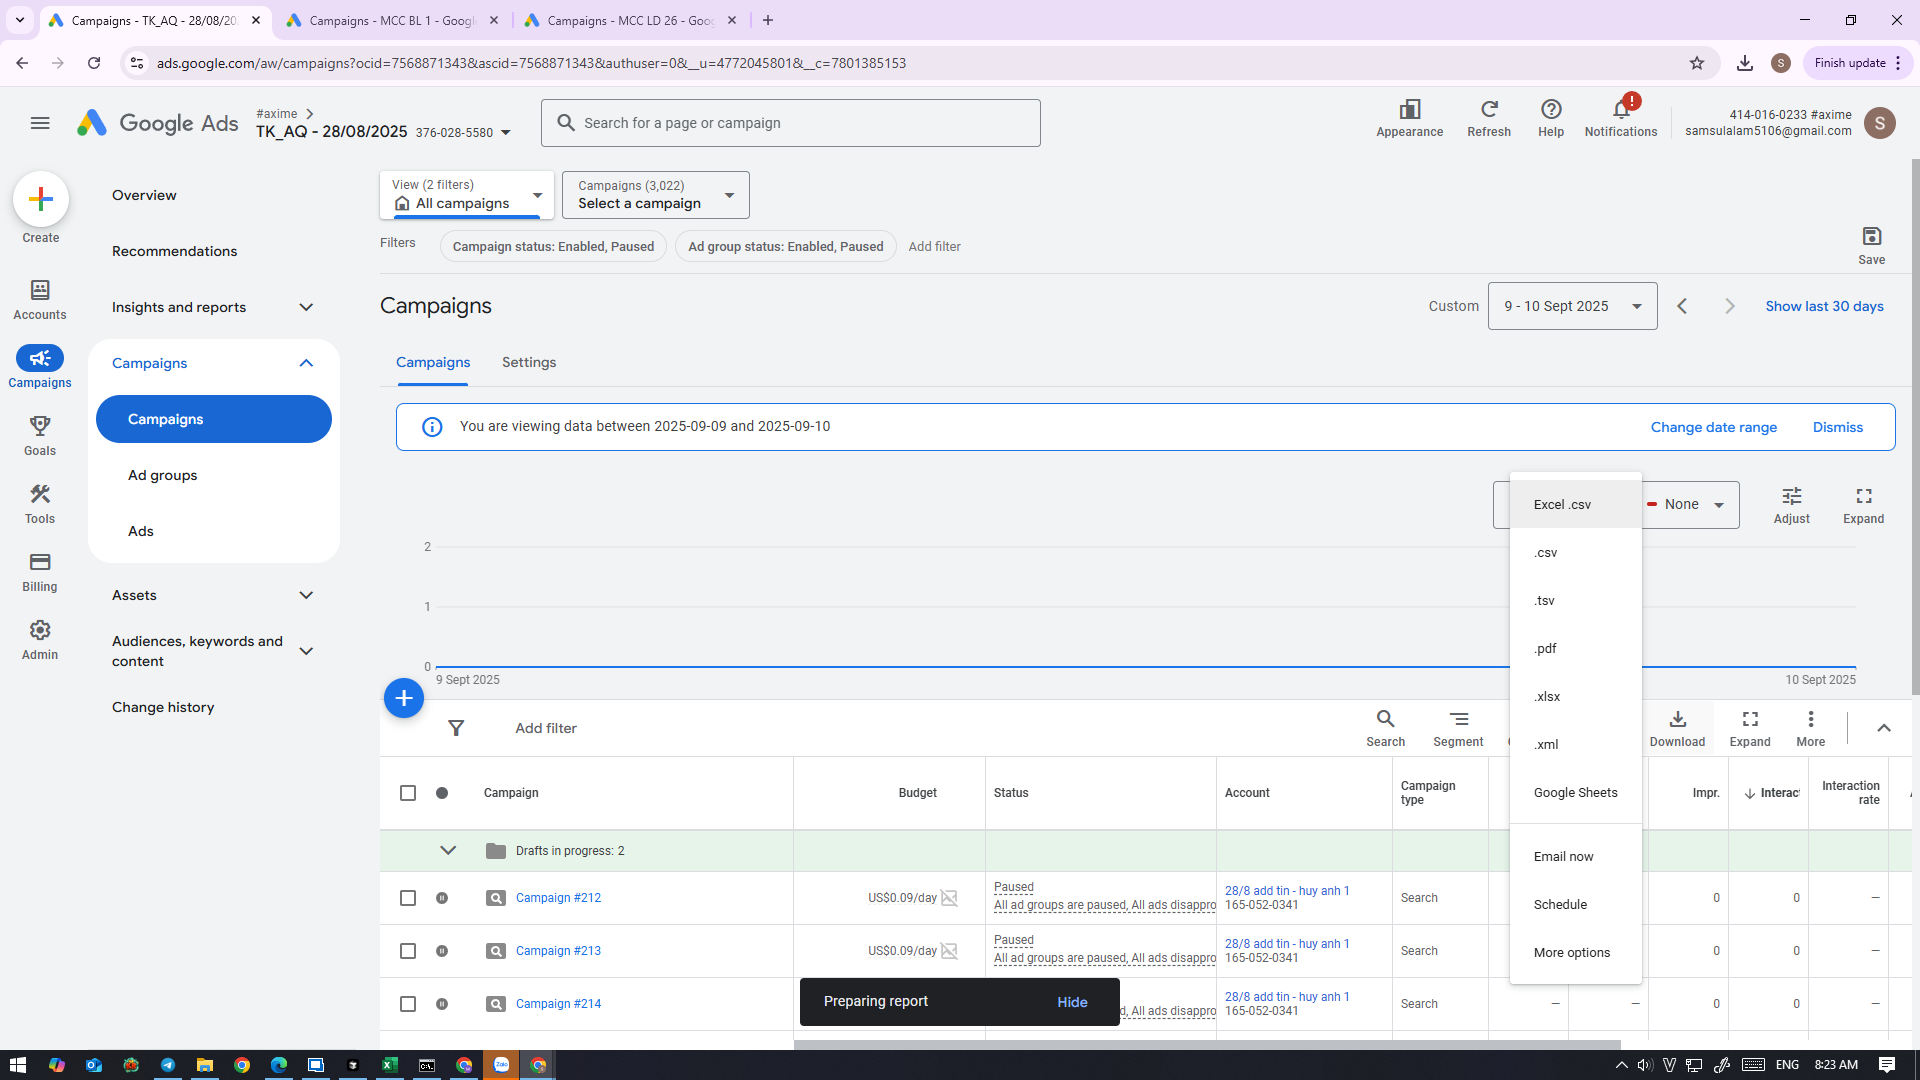 Campaigns - TK_AQ - 28/08/20
Campaigns - MCC BL 1 - Google
Campaigns - MCC LD 26 - Goog
ads.google.com/aw/campaigns?ocid=7568871343&ascid=7568871343&authuser=0&__u=4772045801&__c=7801385153
S
Finish update
Google Ads
#axime
TK_AQ - 28/08/2025 376-028-5580
Search for a page or campaign
Appearance
Refresh
Help
!
Notifications
414-016-0233 #axime
samsulalam5106@gmail.com
S
Create
Accounts
Campaigns
Goals
Tools
Billing
Admin
Overview
Recommendations
Insights and reports
Campaigns
Campaigns
Ad groups
Ads
Assets
Audiences, keywords and
content
Change history
View (2 filters)
All campaigns
Campaigns (3,022)
Select a campaign
Filters
Campaign status: Enabled, Paused
Ad group status: Enabled, Paused
Add filter
Save
Campaigns
Custom
9 - 10 Sept 2025
Show last 30 days
Campaigns
Settings
You are viewing data between 2025-09-09 and 2025-09-10
Change date range
Dismiss
None
Adjust
Expand
2
1
0
9 Sept 2025
10 Sept 2025
Excel .csv
.csv
.tsv
.pdf
.xlsx
.xml
Google Sheets
Email now
Schedule
More options
Add filter
Search
Segment
Download
Expand
More
Campaign
Budget
Status
Account
Campaign
type
Impr.
Interact
Interaction
rate
Drafts in progress: 2
Campaign #212
US$0.09/day
Paused
All ad groups are paused, All ads disappro
28/8 add tin - huy anh 1
165-052-0341
Search
0
0
—
Campaign #213
US$0.09/day
Paused
All ad groups are paused, All ads disappro
28/8 add tin - huy anh 1
165-052-0341
Search
0
0
—
Campaign #214
d, All ads disappro
28/8 add tin - huy anh 1
165-052-0341
Search
—
—
0
0
—
Preparing report
Hide
Zalo
ENG
8:23 AM